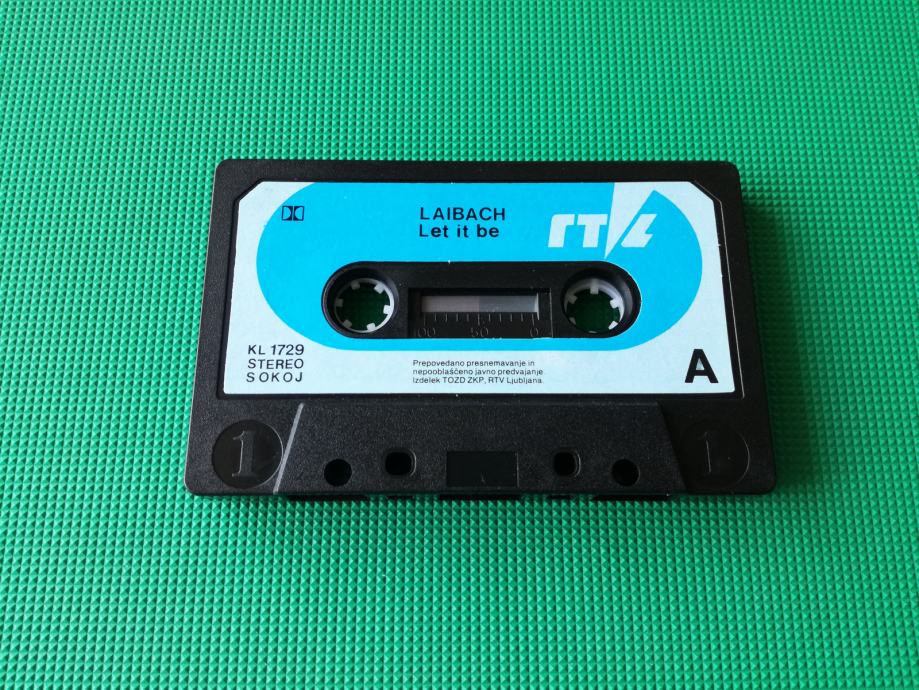 LAIBACH
Let it be
RTVL
100 50 0
KL 1729
STEREO
SOKOJ
Prepovedano presnemavanje in
nepooblaščeno javno predvajanje.
Izdelek TOZD ZKP, RTV Ljubljana.
A
1 1